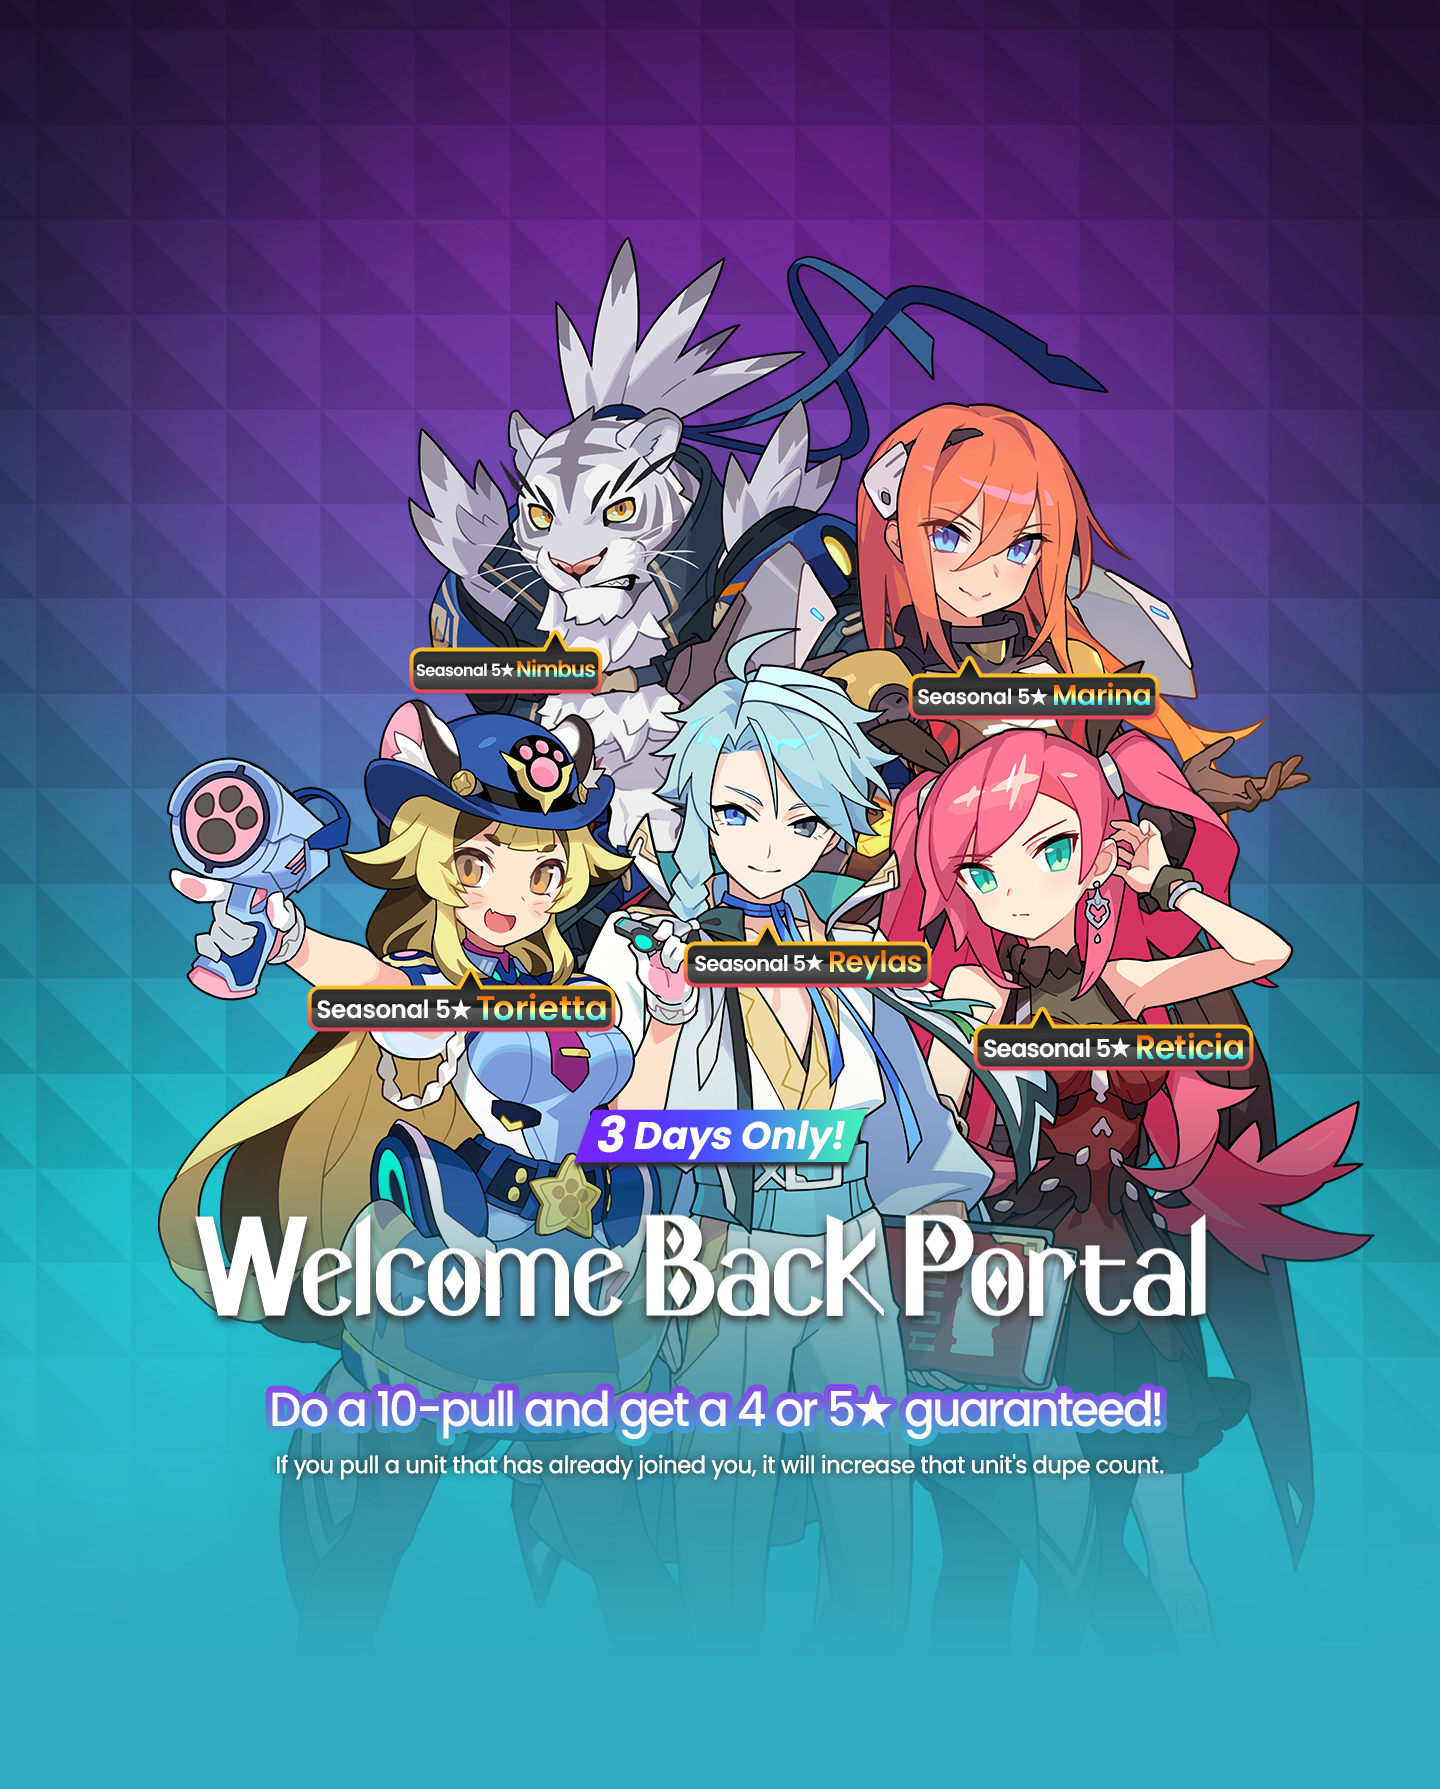 Seasonal 5★ Nimbus
Seasonal 5★ Marina
Seasonal 5★ Reylas
Seasonal 5★ Torietta
Seasonal 5★ Reticia
3 Days Only!
Welcome Back Portal
Do a 10-pull and get a 4 or 5★ guaranteed!
If you pull a unit that has already joined you, it will increase that unit's dupe count.